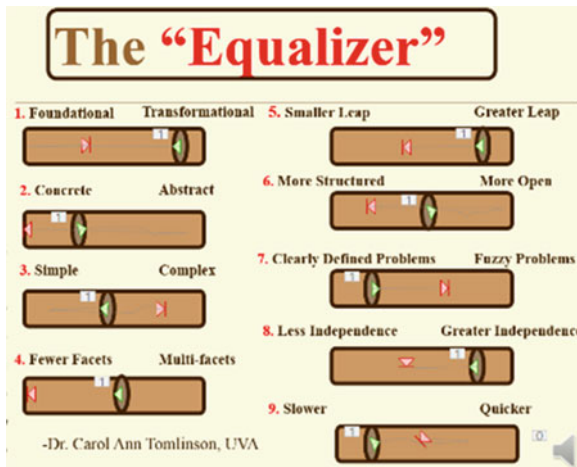 The “Equalizer”
1. Foundational Transformational
1
2. Concrete Abstract
1
3. Simple Complex
1
4. Fewer Facets Multi-facets
1
-Dr. Carol Ann Tomlinson, UVA
5. Smaller Leap Greater Leap
1
6. More Structured More Open
1
7. Clearly Defined Problems Fuzzy Problems
1
8. Less Independence Greater Independence
1
9. Slower Quicker
1
0